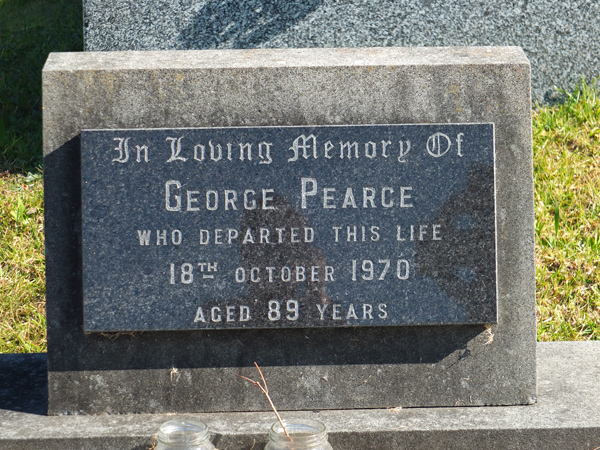 In Loving Memory Of
GEORGE PEARCE
WHO DEPARTED THIS LIFE
18TH OCTOBER 1970
AGED 89 YEARS